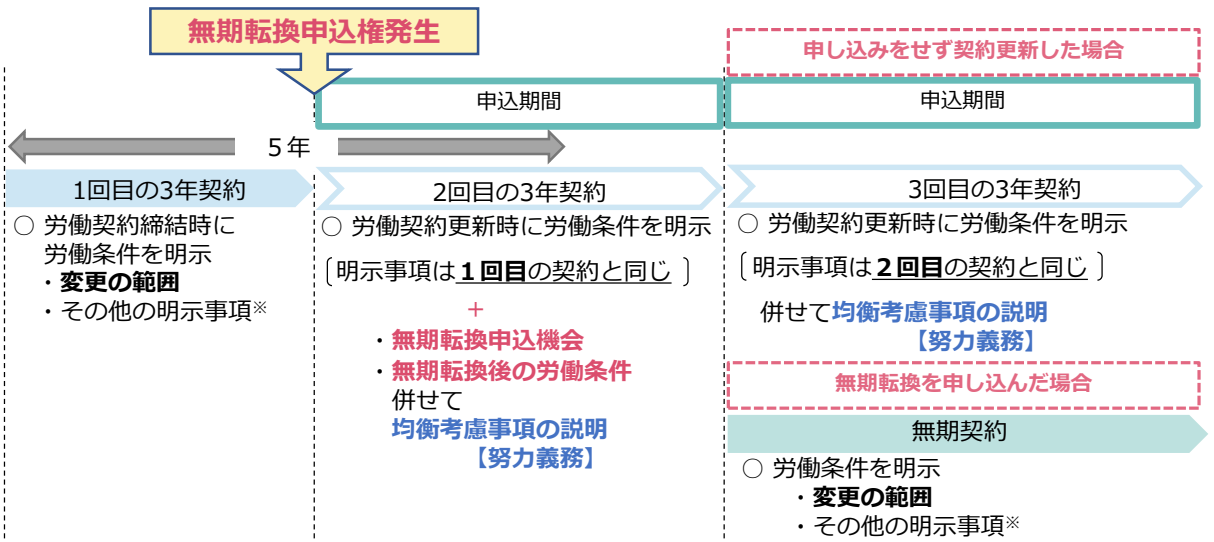 無期転換申込権発生
申し込みをせず契約更新した場合
申込期間
申込期間
5年
1回目の3年契約
○ 労働契約締結時に
労働条件を明示
・変更の範囲
・その他の明示事項※
2回目の3年契約
○ 労働契約更新時に労働条件を明示
〔明示事項は１回目の契約と同じ 〕
＋
・無期転換申込機会
・無期転換後の労働条件
併せて
均衡考慮事項の説明
【努力義務】
3回目の3年契約
○ 労働契約更新時に労働条件を明示
〔明示事項は２回目の契約と同じ 〕
併せて均衡考慮事項の説明
【努力義務】
無期転換を申し込んだ場合
無期契約
○ 労働条件を明示
・変更の範囲
・その他の明示事項※